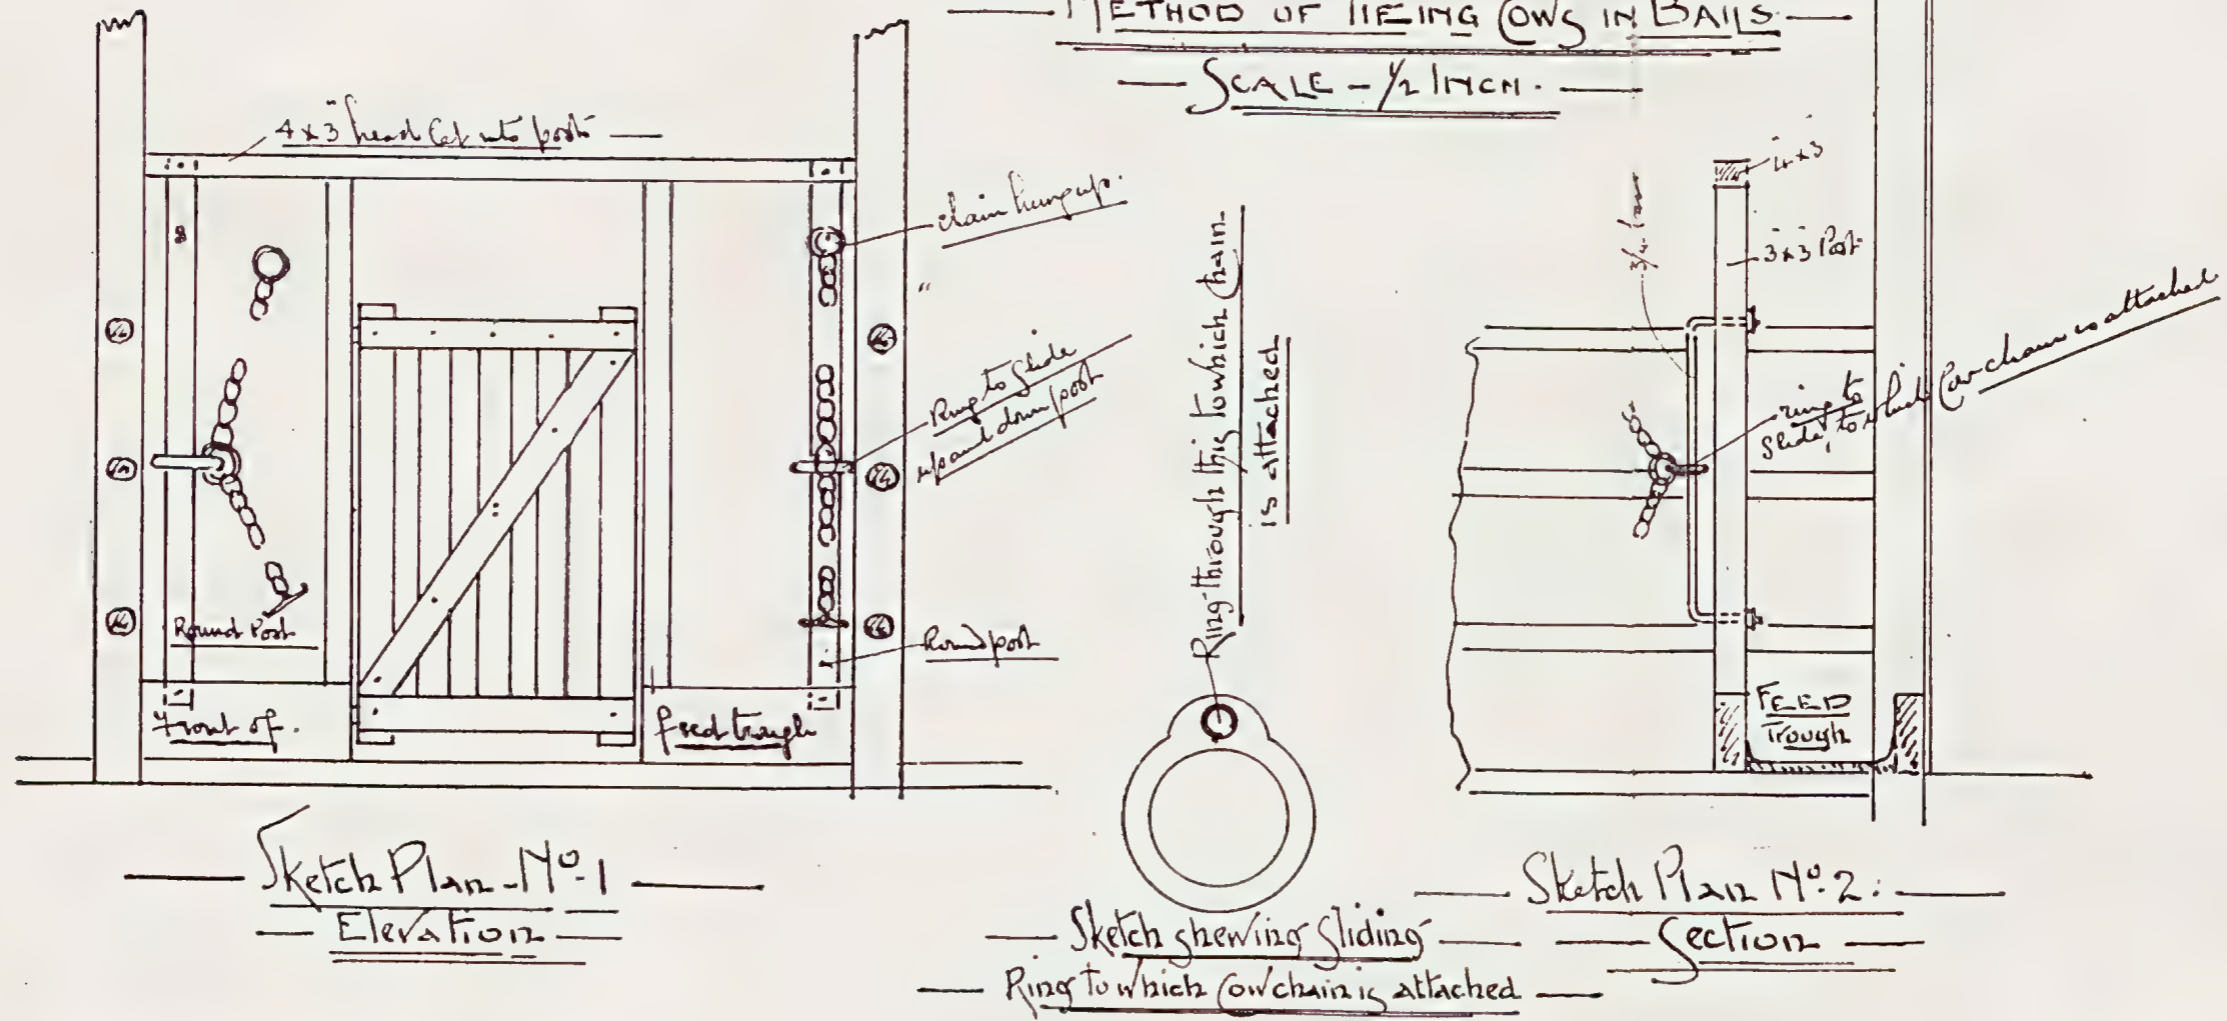 METHOD OF TIEING COWS IN BAILS
SCALE - 1/2 INCH.
4 x 3" head let into posts
chain hung up.
Ring to slide
up and down post
Round Post
Round post
Front of.
feed trough
Sketch Plan - No. 1
Elevation
Ring through this to which chain
is attached
Sketch shewing sliding
Ring to which Cow chain is attached
4 x 3
3 x 3 Post
3/4
ring to
slide, to which Cow chain is attached
FEED
Trough
Sketch Plan No. 2.
Section